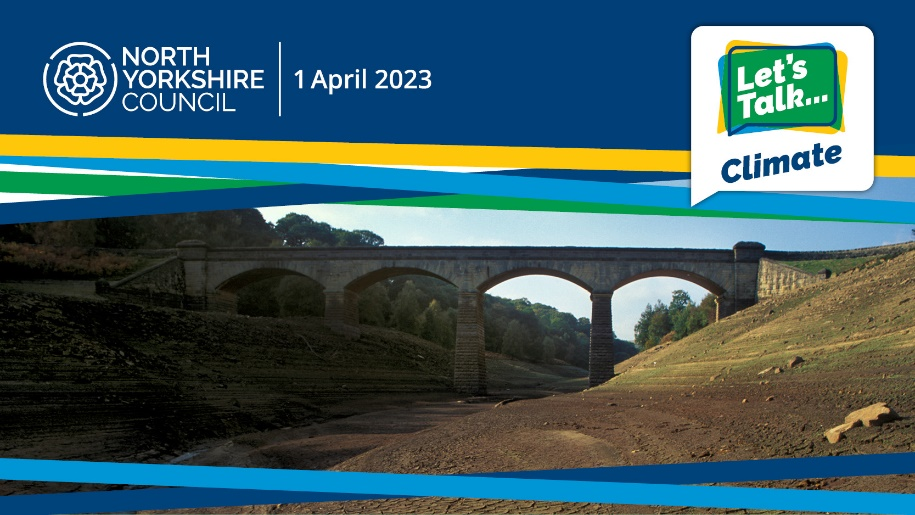 NORTH
YORKSHIRE
COUNCIL
1 April 2023
Let's
Talk...
Climate